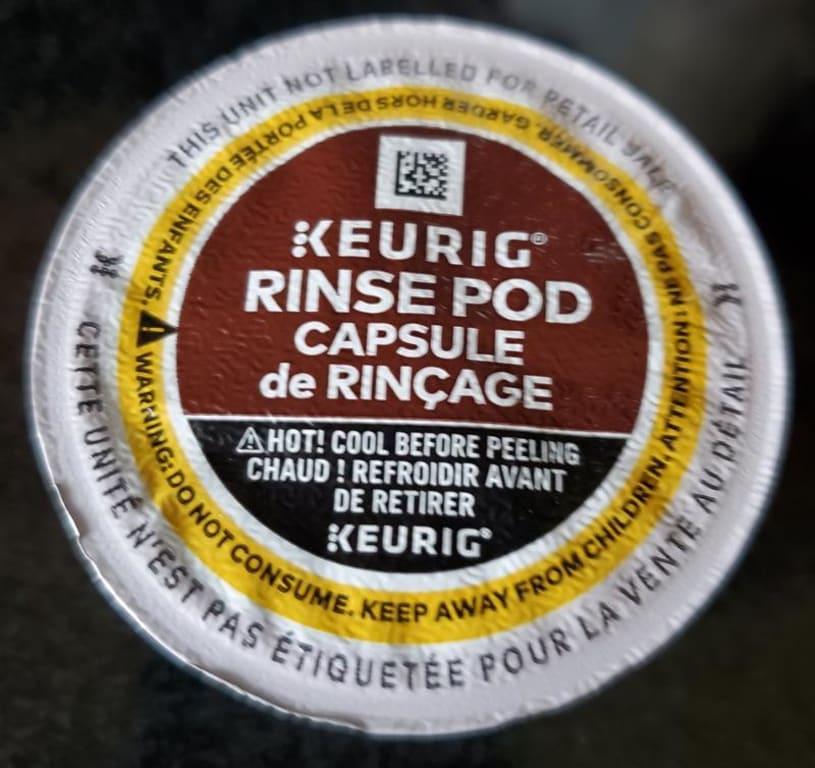 THIS UNIT NOT LABELLED FOR RETAIL SALE
CETTE UNITÉ N'EST PAS ÉTIQUETÉE POUR LA VENTE AU DÉTAIL
WARNING: DO NOT CONSUME. KEEP AWAY FROM CHILDREN. ATTENTION! NE PAS CONSOMMER. GARDER HORS DE LA PORTÉE DES ENFANTS.
KEURIG®
RINSE POD
CAPSULE
de RINÇAGE
HOT! COOL BEFORE PEELING
CHAUD ! REFROIDIR AVANT
DE RETIRER
KEURIG®